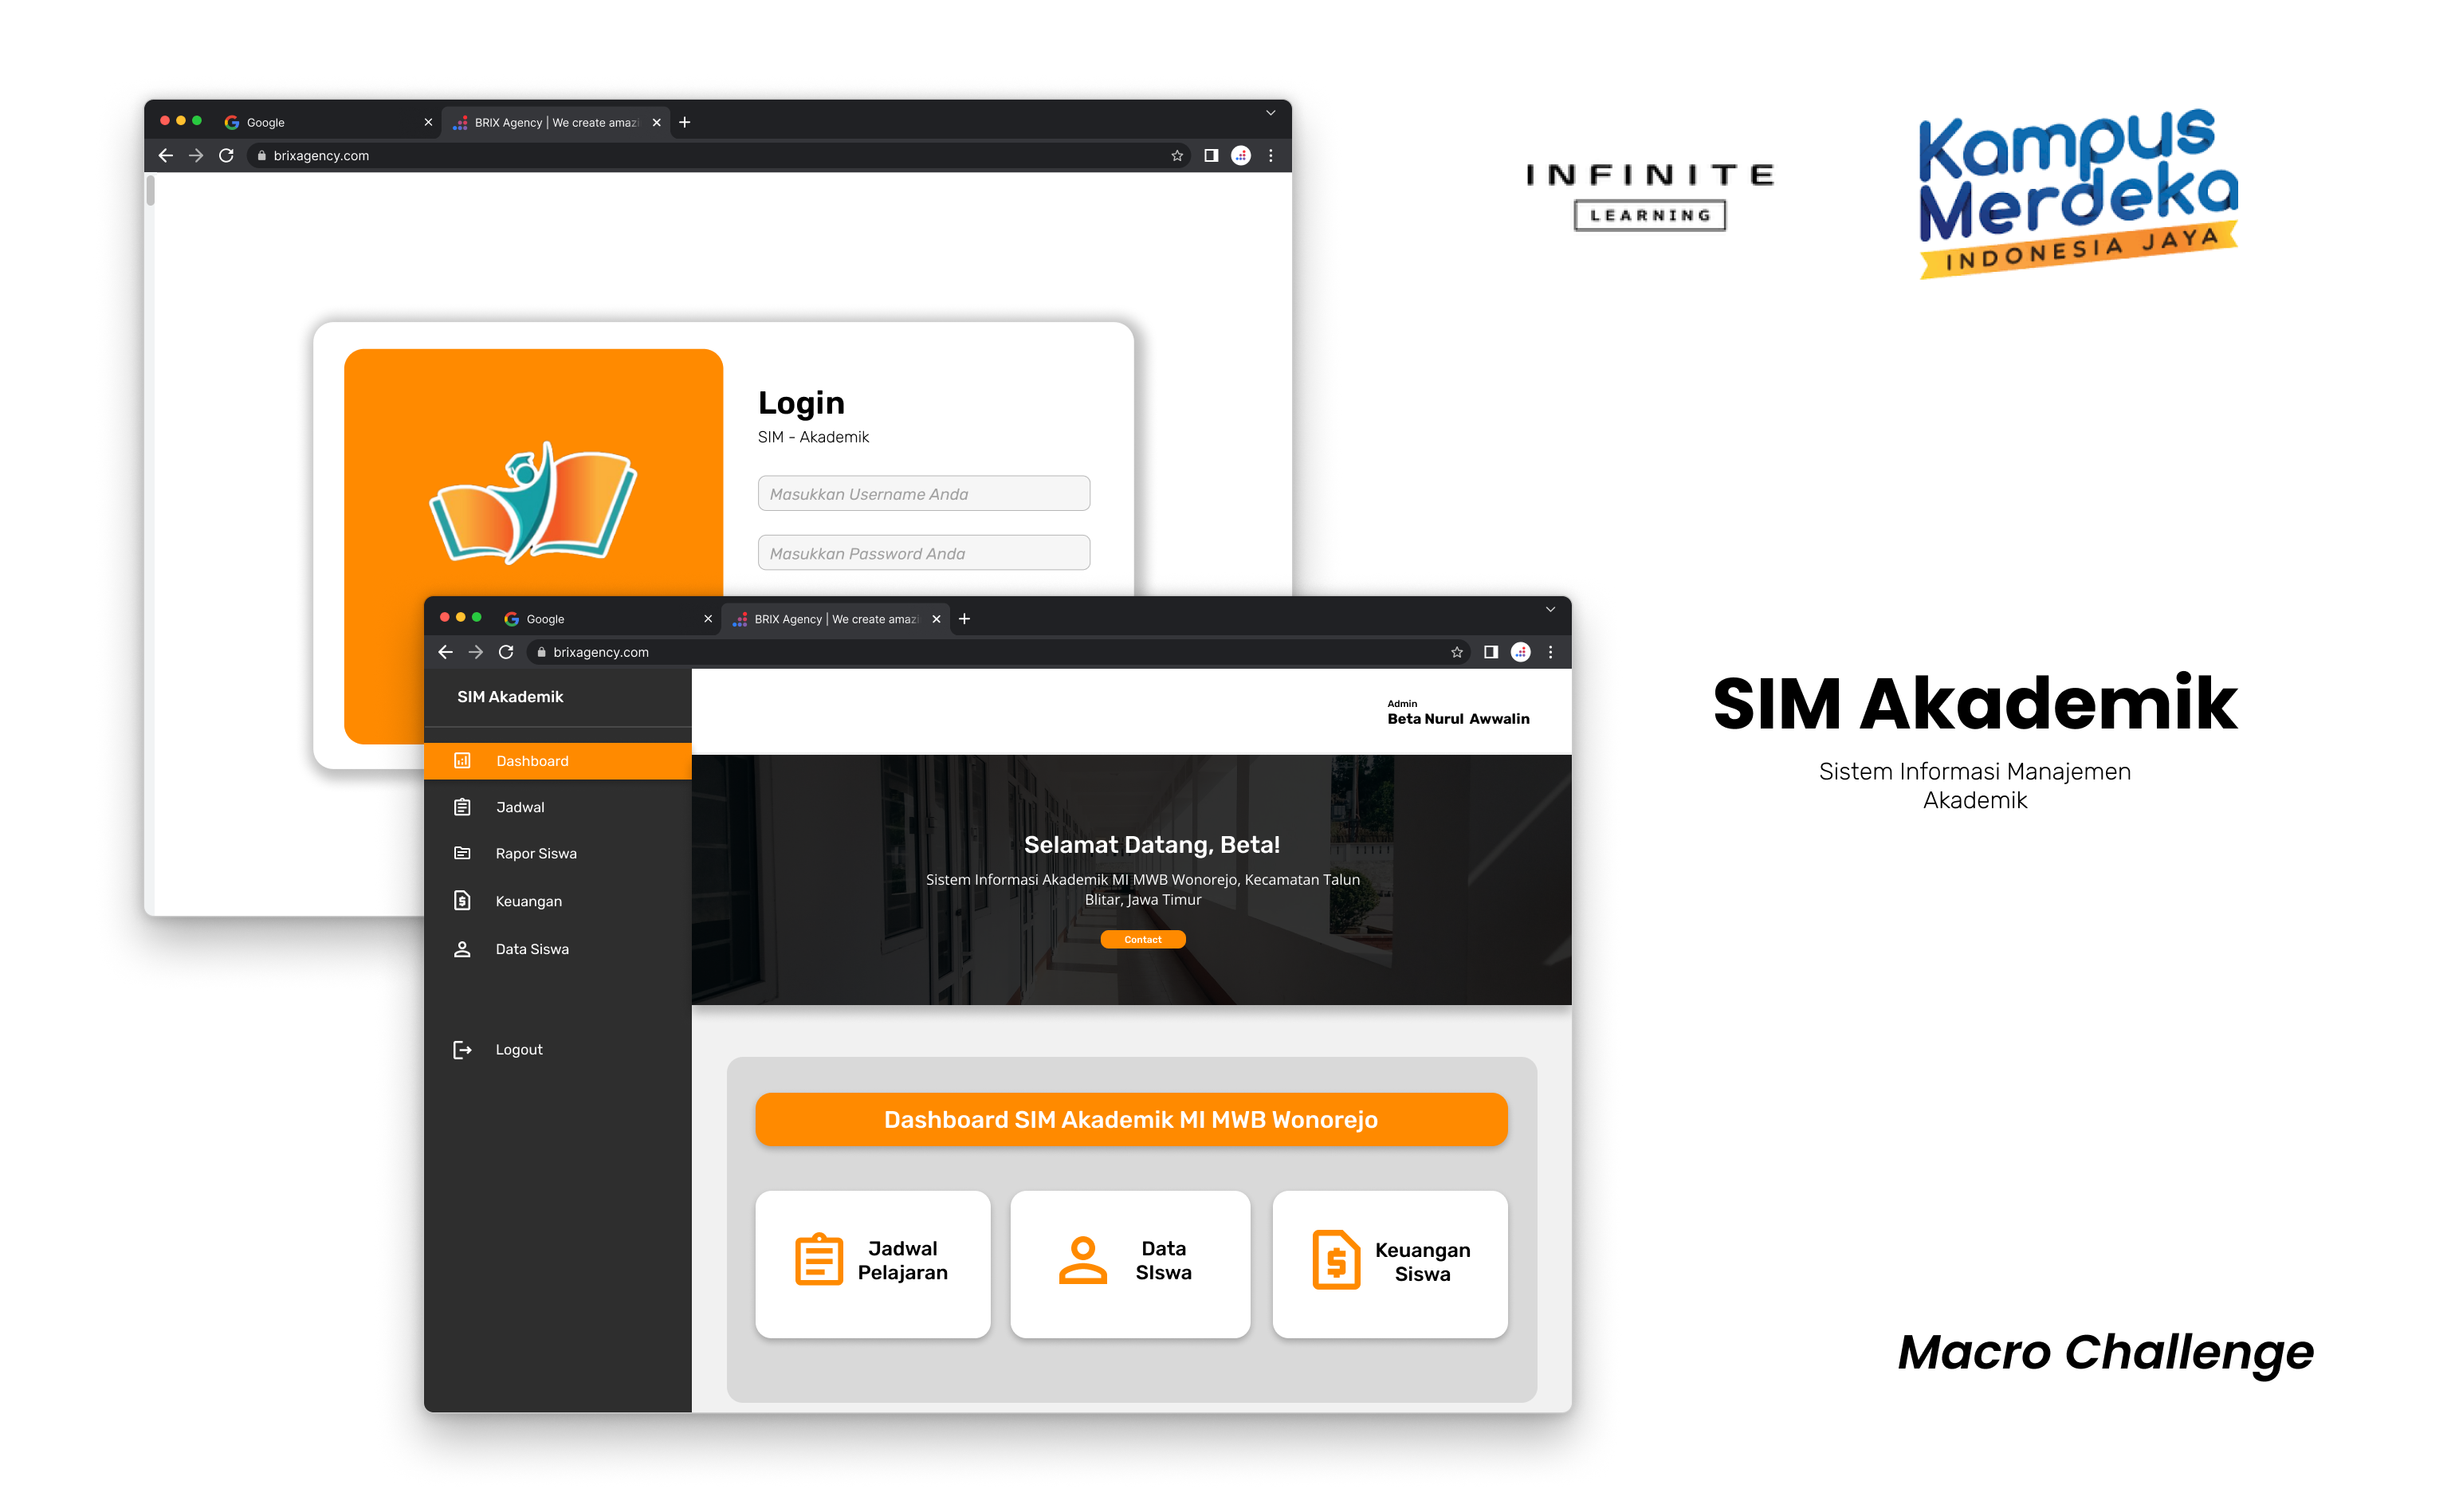 Google
BRIX Agency | We create amazi
brixagency.com
Login
SIM - Akademik
Masukkan Username Anda
Masukkan Password Anda
Google
BRIX Agency | We create amazi
brixagency.com
SIM Akademik
Dashboard
Jadwal
Rapor Siswa
Keuangan
Data Siswa
Logout
Admin
Beta Nurul Awwalin
Selamat Datang, Beta!
Sistem Informasi Akademik MI MWB Wonorejo, Kecamatan Talun
Blitar, Jawa Timur
Contact
Dashboard SIM Akademik MI MWB Wonorejo
Jadwal
Pelajaran
Data
SIswa
Keuangan
Siswa
INFINITE
LEARNING
Kampus
Merdeka
INDONESIA JAYA
SIM Akademik
Sistem Informasi Manajemen
Akademik
Macro Challenge